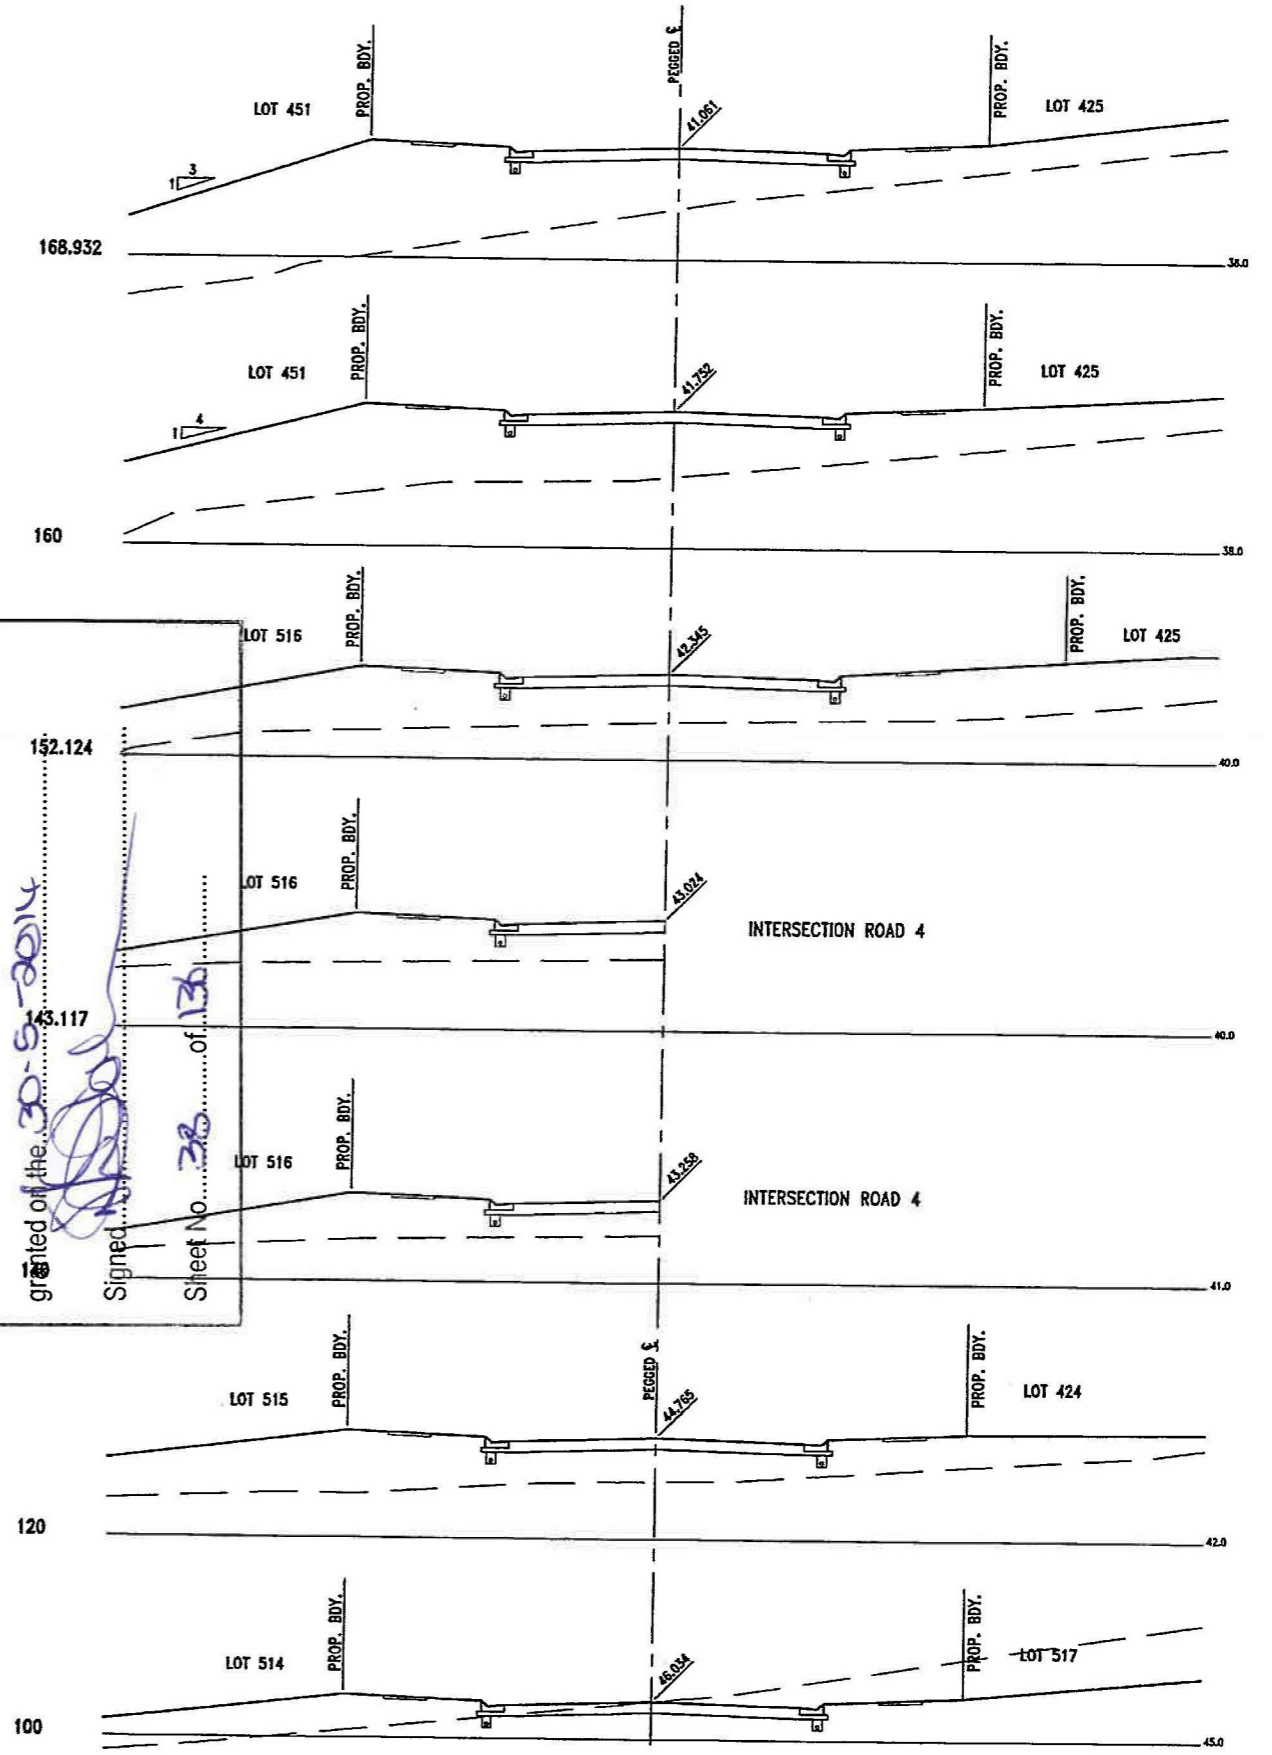 PEGGED ℄
PROP. BDY.
PROP. BDY.
LOT 451
LOT 425
41.061
3
1
168.932
PROP. BDY.
PROP. BDY.
LOT 451
LOT 425
41.752
4
1
160
38.0
PROP. BDY.
PROP. BDY.
LOT 516
LOT 425
42.345
152.124
40.0
PROP. BDY.
LOT 516
43.024
INTERSECTION ROAD 4
143.117
40.0
PROP. BDY.
LOT 516
43.258
INTERSECTION ROAD 4
41.0
granted on the 30-5-2014
Signed
Sheet No. 38 of 136
PEGGED ℄
PROP. BDY.
PROP. BDY.
LOT 515
LOT 424
44.765
120
42.0
PROP. BDY.
PROP. BDY.
LOT 514
LOT 517
46.034
100
45.0